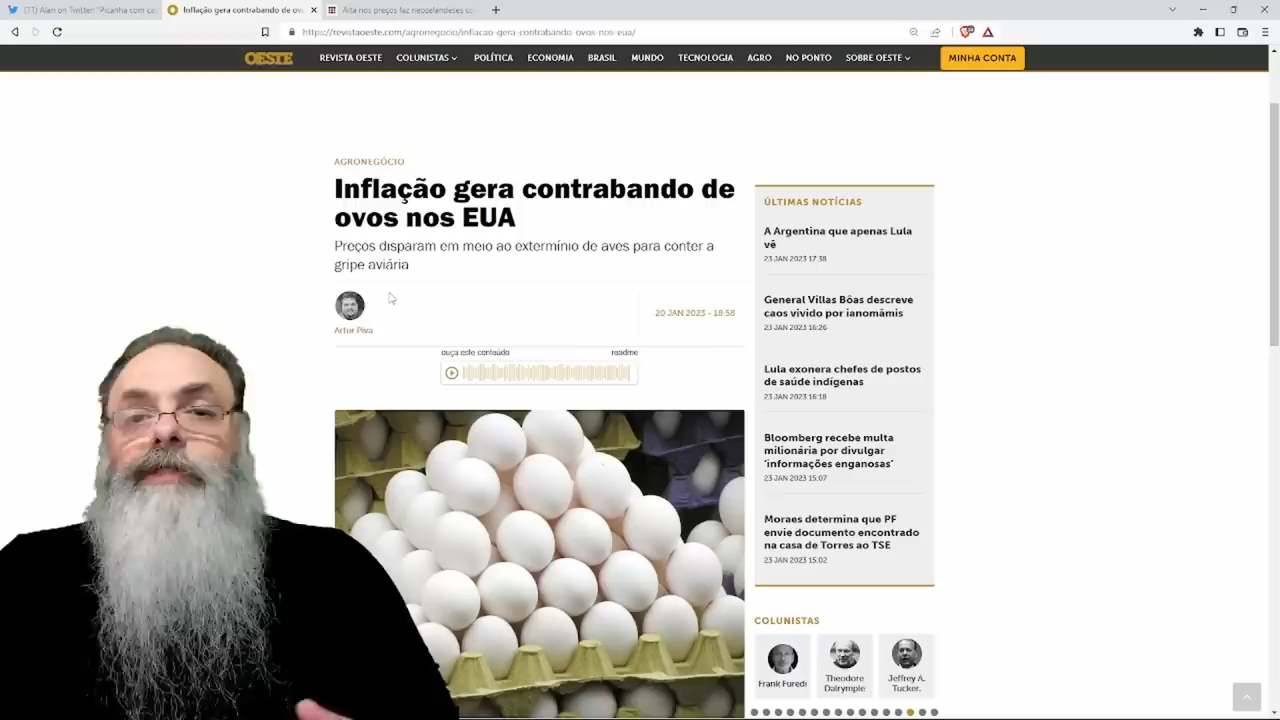 (11) Alan on Twitter: "Picanha com ca
Inflação gera contrabando de ov
Alta nos preços faz neozelandeses co
https://revistaoeste.com/agronegocio/inflacao-gera-contrabando-ovos-nos-eua/
OESTE
REVISTA OESTE
COLUNISTAS
POLÍTICA
ECONOMIA
BRASIL
MUNDO
TECNOLOGIA
AGRO
NO PONTO
SOBRE OESTE
MINHA CONTA
AGRONEGÓCIO
Inflação gera contrabando de
ovos nos EUA
Preços disparam em meio ao extermínio de aves para conter a
gripe aviária
Artur Piva
20 JAN 2023 - 18:58
ouça este conteúdo
readme
ÚLTIMAS NOTÍCIAS
A Argentina que apenas Lula
vê
23 JAN 2023 17:38
General Villas Bôas descreve
caos vivido por ianomâmis
23 JAN 2023 16:26
Lula exonera chefes de postos
de saúde indígenas
23 JAN 2023 16:18
Bloomberg recebe multa
milionária por divulgar
‘informações enganosas’
23 JAN 2023 15:07
Moraes determina que PF
envie documento encontrado
na casa de Torres ao TSE
23 JAN 2023 15:02
COLUNISTAS
Frank Furedi
Theodore
Dalrymple
Jeffrey A.
Tucker.